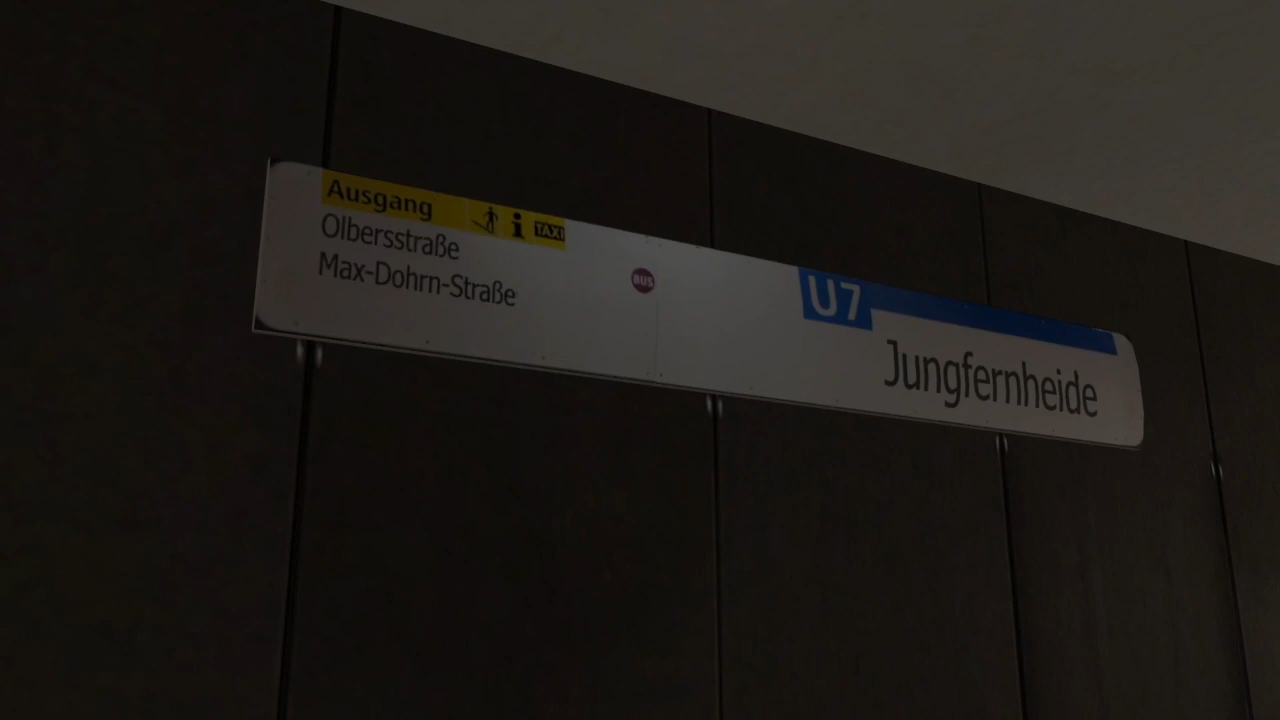 Ausgang i TAXI
Olbersstraße
Max-Dohrn-Straße
BUS
U7
Jungfernheide